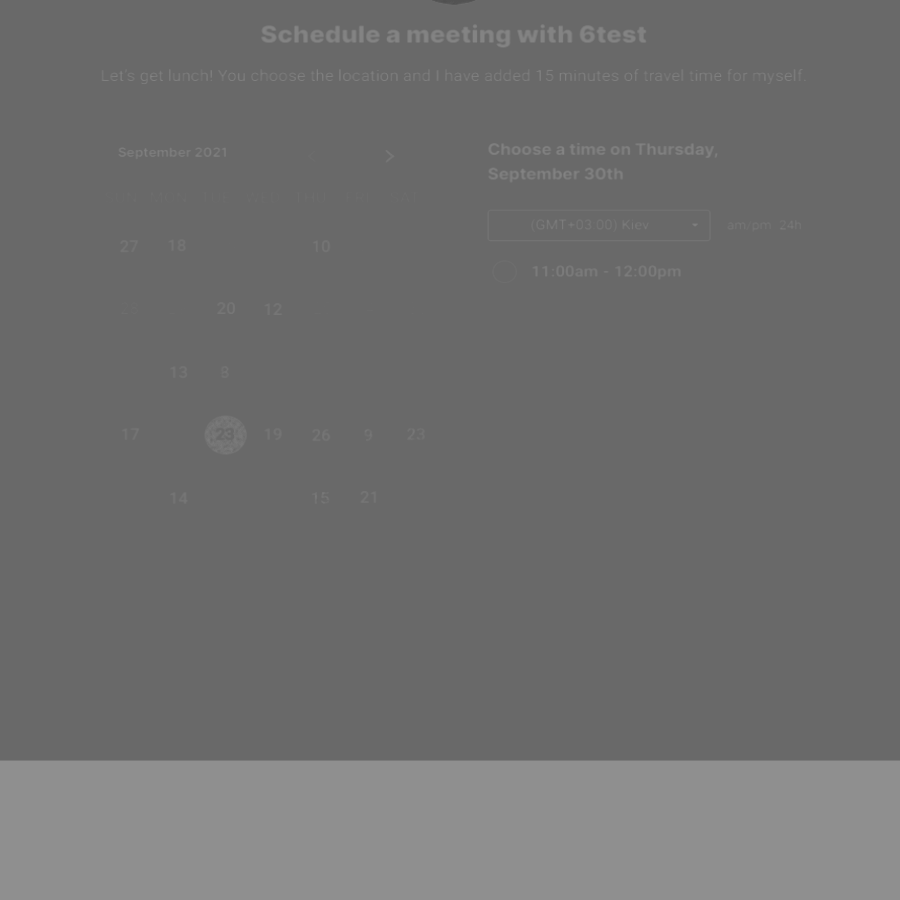 Schedule a meeting with 6test
Let's get lunch! You choose the location and I have added 15 minutes of travel time for myself.
September 2021
Choose a time on Thursday,
September 30th
(GMT+03:00) Kiev
am/pm 24h
11:00am - 12:00pm
27 18 10
20 12
13 8
17 23 19 26 9 23
14 15 21